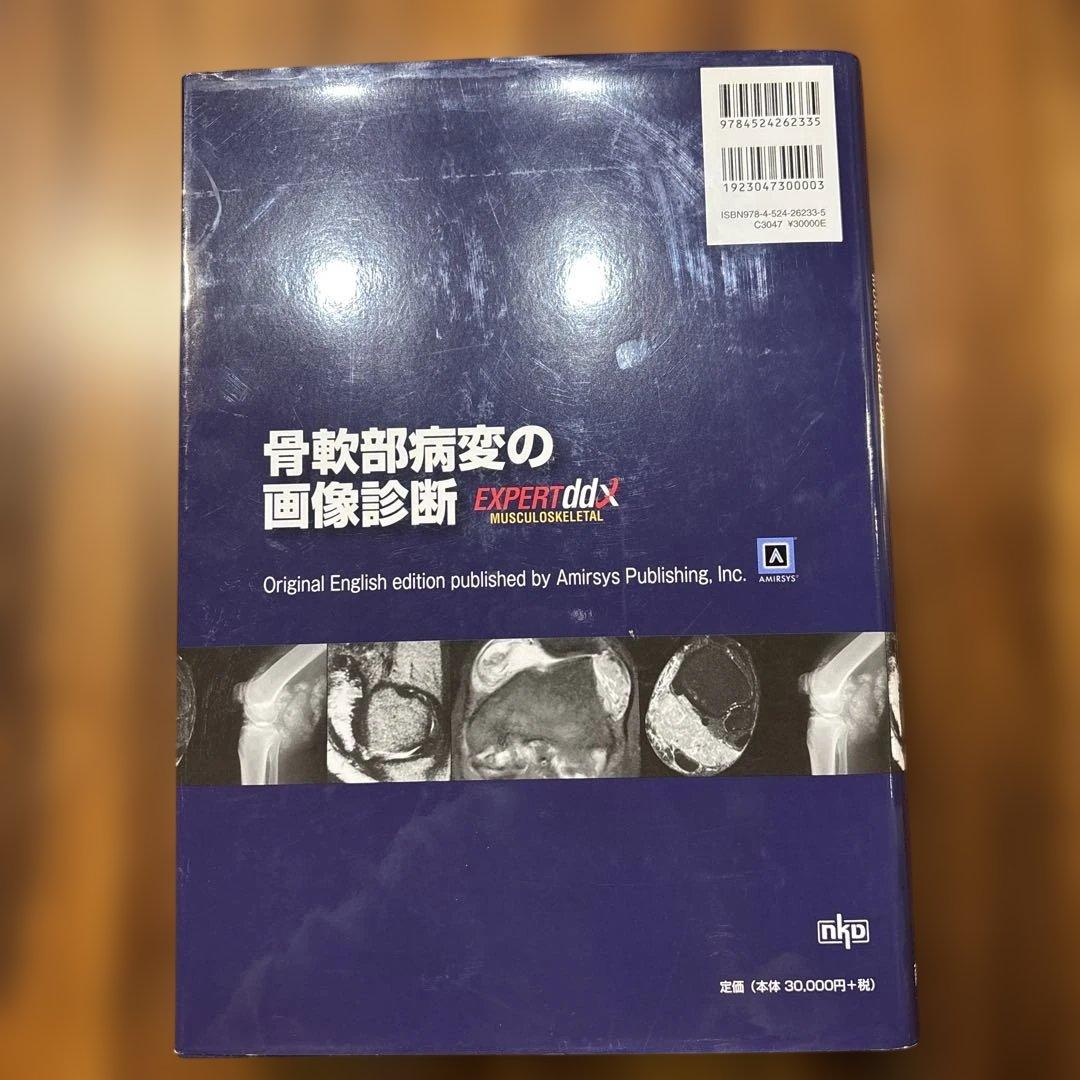 9784524262335
1923047300003
ISBN978-4-524-26233-5
C3047 ¥30000E
骨軟部病変の
画像診断 EXPERTddx
MUSCULOSKELETAL
Original English edition published by Amirsys Publishing, Inc.
AMIRSYS®
nkD
定価（本体 30,000円＋税）